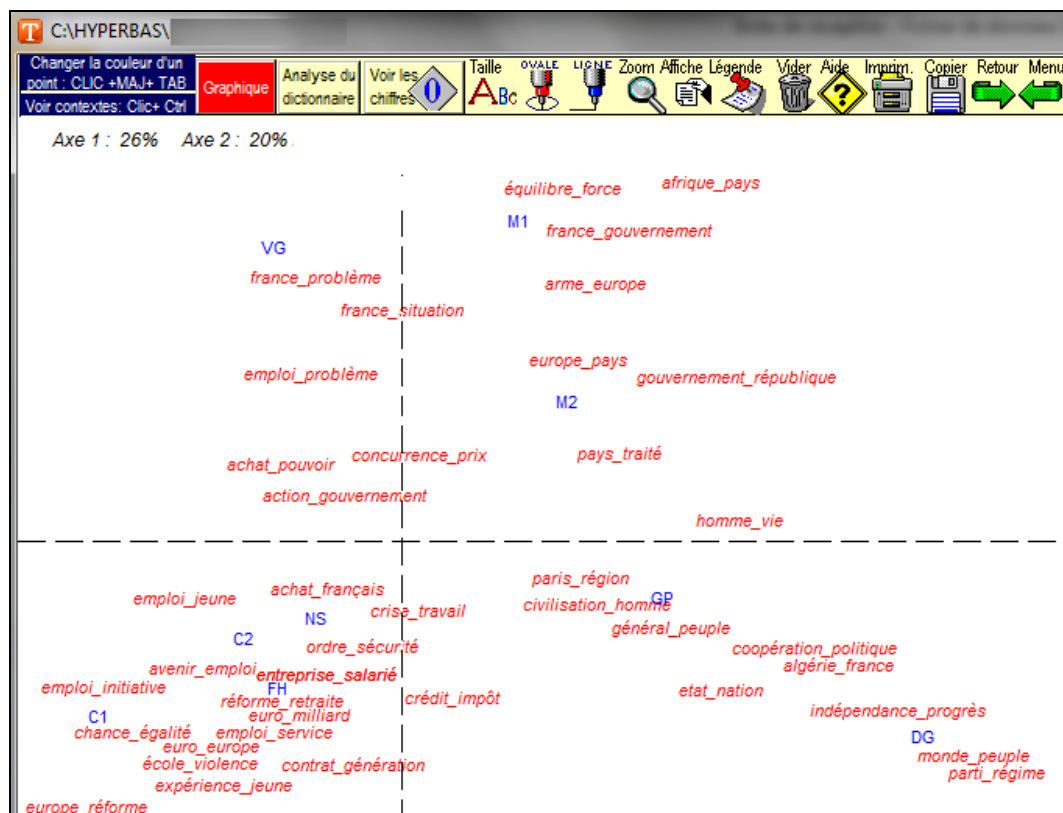 C:\HYPERBAS\
Changer la couleur d'un
point : CLIC +MAJ+ TAB
Voir contextes: Clic+ Ctrl
Graphique
Analyse du
dictionnaire
Voir les
chiffres
0
Taille
ABC
OVALE
LIGNE
Zoom
Affiche
Légende
Vider
Aide
Imprim.
Copier
Retour
Menu
Axe 1 : 26% Axe 2 : 20%
équilibre_force
afrique_pays
M1
france_gouvernement
VG
france_problème
arme_europe
france_situation
europe_pays
emploi_problème
gouvernement_république
M2
concurrence_prix
pays_traité
achat_pouvoir
action_gouvernement
homme_vie
paris_région
achat_français
emploi_jeune
civilisation_homme
GP
crise_travail
NS
général_peuple
C2
ordre_sécurité
coopération_politique
algérie_france
avenir_emploi
entreprise_salarié
emploi_initiative
FH
etat_nation
réforme_retraite
crédit_impôt
C1
euro_milliard
indépendance_progrès
chance_égalité
emploi_service
DG
euro_europe
monde_peuple
école_violence
contrat_génération
parti_régime
expérience_jeune
europe_réforme